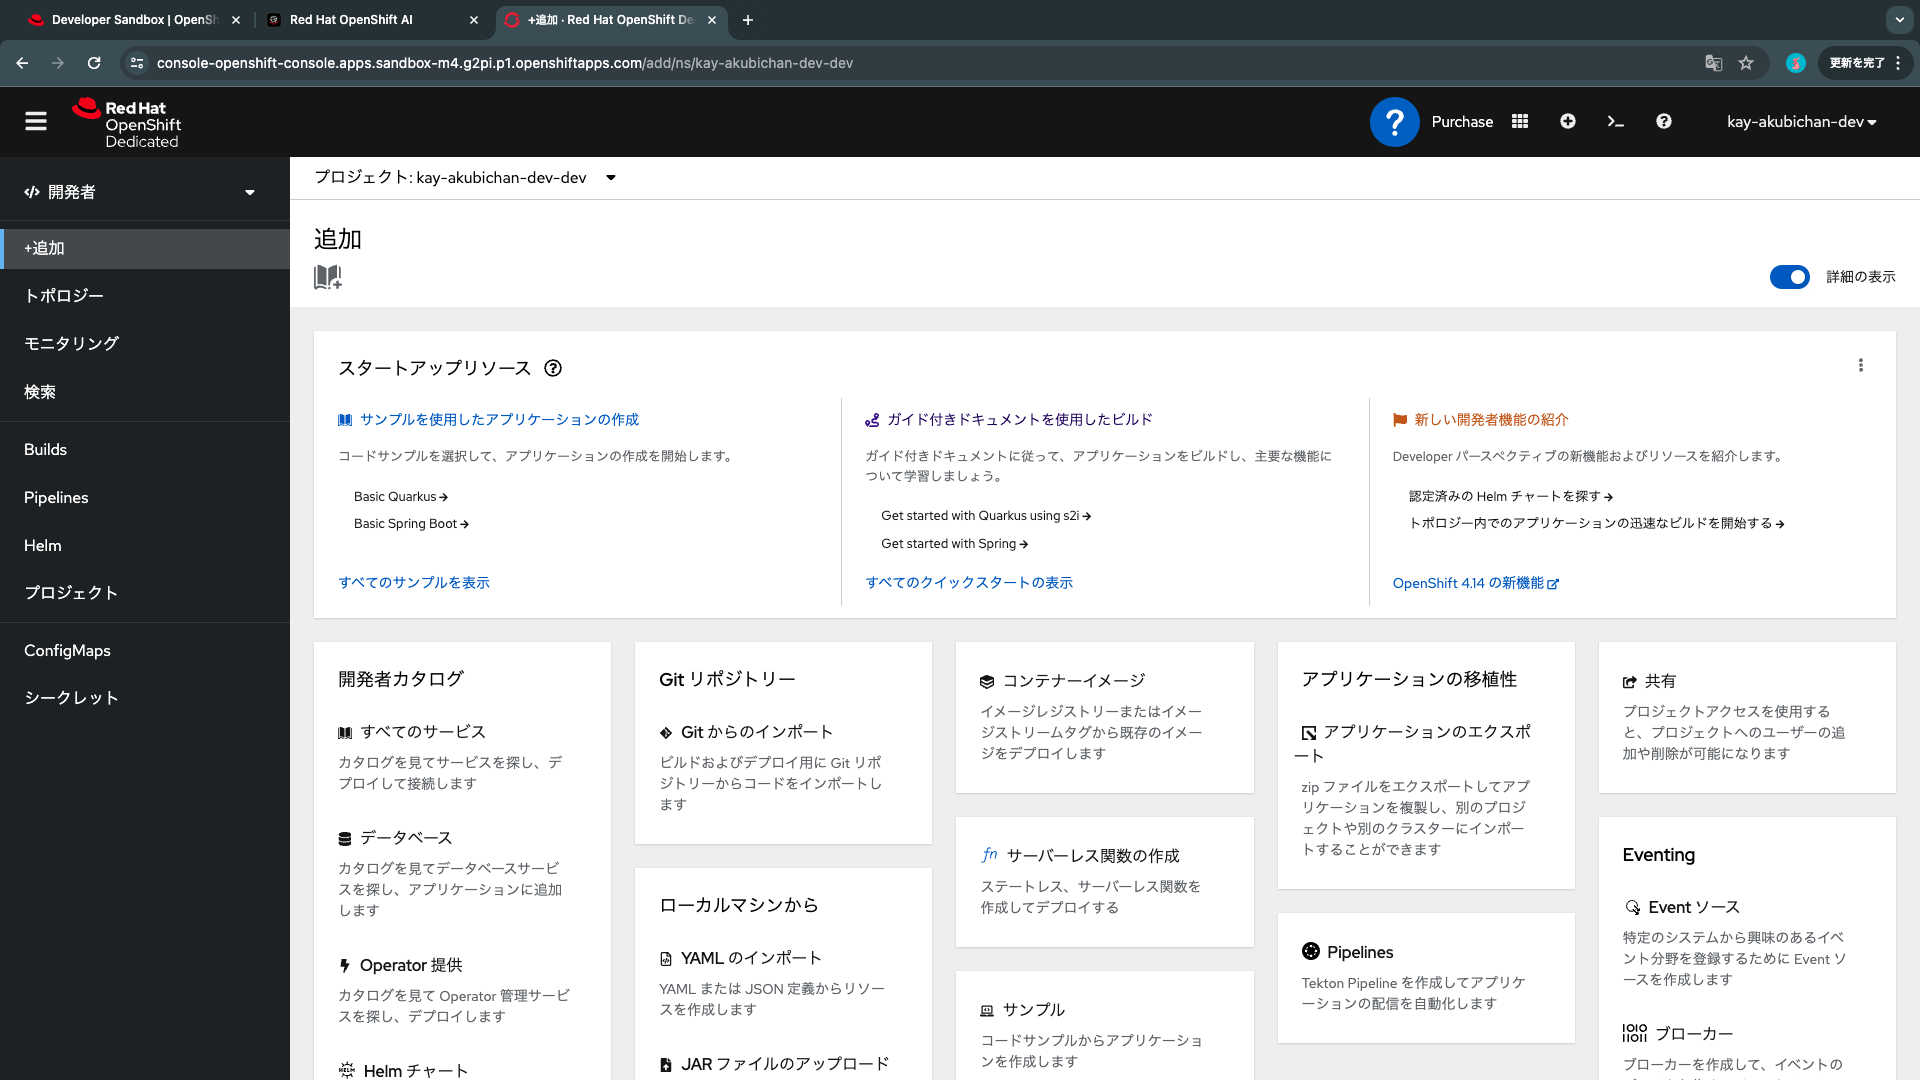 Developer Sandbox | OpenSh
Red Hat OpenShift AI
+追加 · Red Hat OpenShift De
console-openshift-console.apps.sandbox-m4.g2pi.p1.openshiftapps.com/add/ns/kay-akubichan-dev-dev
更新を完了
Red Hat
OpenShift
Dedicated
?
Purchase
kay-akubichan-dev
開発者
+追加
トポロジー
モニタリング
検索
Builds
Pipelines
Helm
プロジェクト
ConfigMaps
シークレット
プロジェクト: kay-akubichan-dev-dev
追加
詳細の表示
スタートアップリソース
サンプルを使用したアプリケーションの作成
コードサンプルを選択して、アプリケーションの作成を開始します。
Basic Quarkus
Basic Spring Boot
すべてのサンプルを表示
ガイド付きドキュメントを使用したビルド
ガイド付きドキュメントに従って、アプリケーションをビルドし、主要な機能に
ついて学習しましょう。
Get started with Quarkus using s2i
Get started with Spring
すべてのクイックスタートの表示
新しい開発者機能の紹介
Developer パースペクティブの新機能およびリソースを紹介します。
認定済みの Helm チャートを探す
トポロジー内でのアプリケーションの迅速なビルドを開始する
OpenShift 4.14 の新機能
開発者カタログ
すべてのサービス
カタログを見てサービスを探し、デ
プロイして接続します
データベース
カタログを見てデータベースサービ
スを探し、アプリケーションに追加
します
Operator 提供
カタログを見て Operator 管理サービ
スを探し、デプロイします
Helm チャート
Git リポジトリー
Git からのインポート
ビルドおよびデプロイ用に Git リポ
ジトリーからコードをインポートし
ます
ローカルマシンから
YAML のインポート
YAML または JSON 定義からリソー
スを作成します
JAR ファイルのアップロード
コンテナーイメージ
イメージレジストリーまたはイメー
ジストリームタグから既存のイメー
ジをデプロイします
fn サーバーレス関数の作成
ステートレス、サーバーレス関数を
作成してデプロイする
サンプル
コードサンプルからアプリケーショ
ンを作成します
アプリケーションの移植性
アプリケーションのエクスポ
ート
zip ファイルをエクスポートしてアプ
リケーションを複製し、別のプロジ
ェクトや別のクラスターにインポー
トすることができます
Pipelines
Tekton Pipeline を作成してアプリケ
ーションの配信を自動化します
共有
プロジェクトアクセスを使用する
と、プロジェクトへのユーザーの追
加や削除が可能になります
Eventing
Event ソース
特定のシステムから興味のあるイベ
ント分野を登録するために Event ソ
ースを作成します
ブローカー
ブローカーを作成して、イベントの